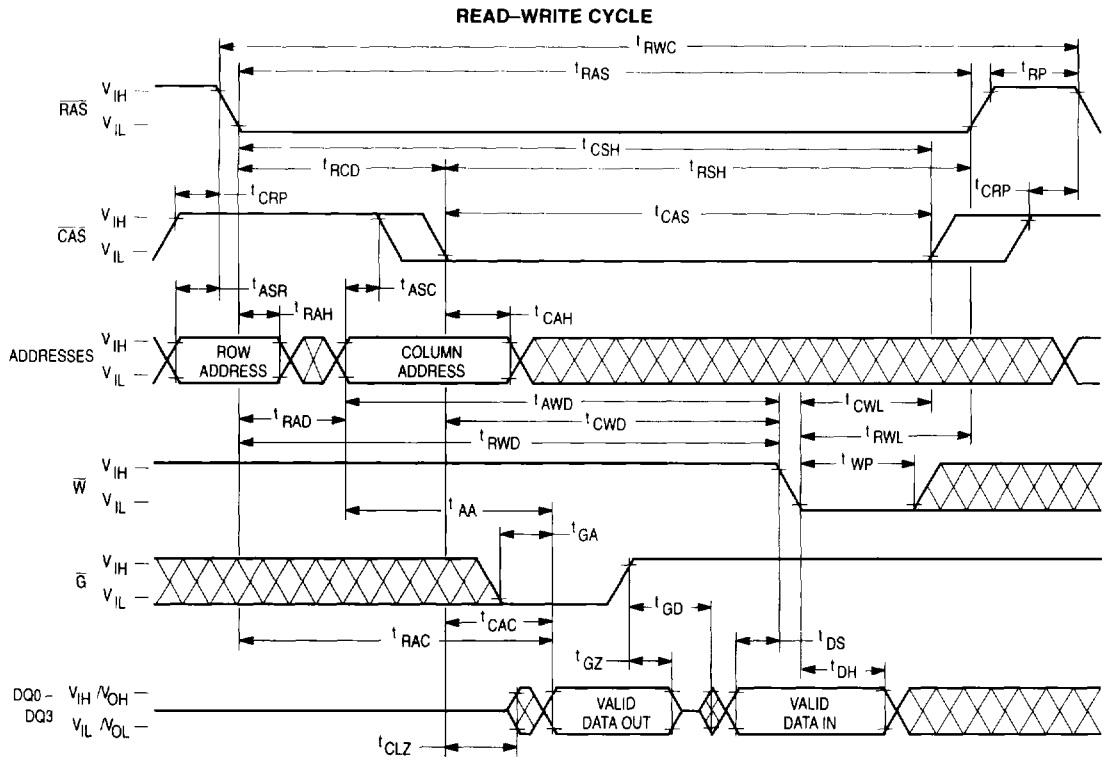 READ–WRITE CYCLE
tRWC
tRAS
tRP
RAS
VIH
VIL
tCSH
tRCD
tRSH
tCRP
tCRP
CAS
VIH
VIL
tCAS
tASR
tRAH
tASC
tCAH
ADDRESSES
VIH
VIL
ROW
ADDRESS
COLUMN
ADDRESS
tAWD
tCWL
tRAD
tCWD
tRWL
tRWD
W
VIH
VIL
tWP
tAA
tGA
G
VIH
VIL
tGD
tCAC
tRAC
tDS
tGZ
tDH
DQ0 –
DQ3
VIH /VOH
VIL /VOL
VALID
DATA OUT
VALID
DATA IN
tCLZ